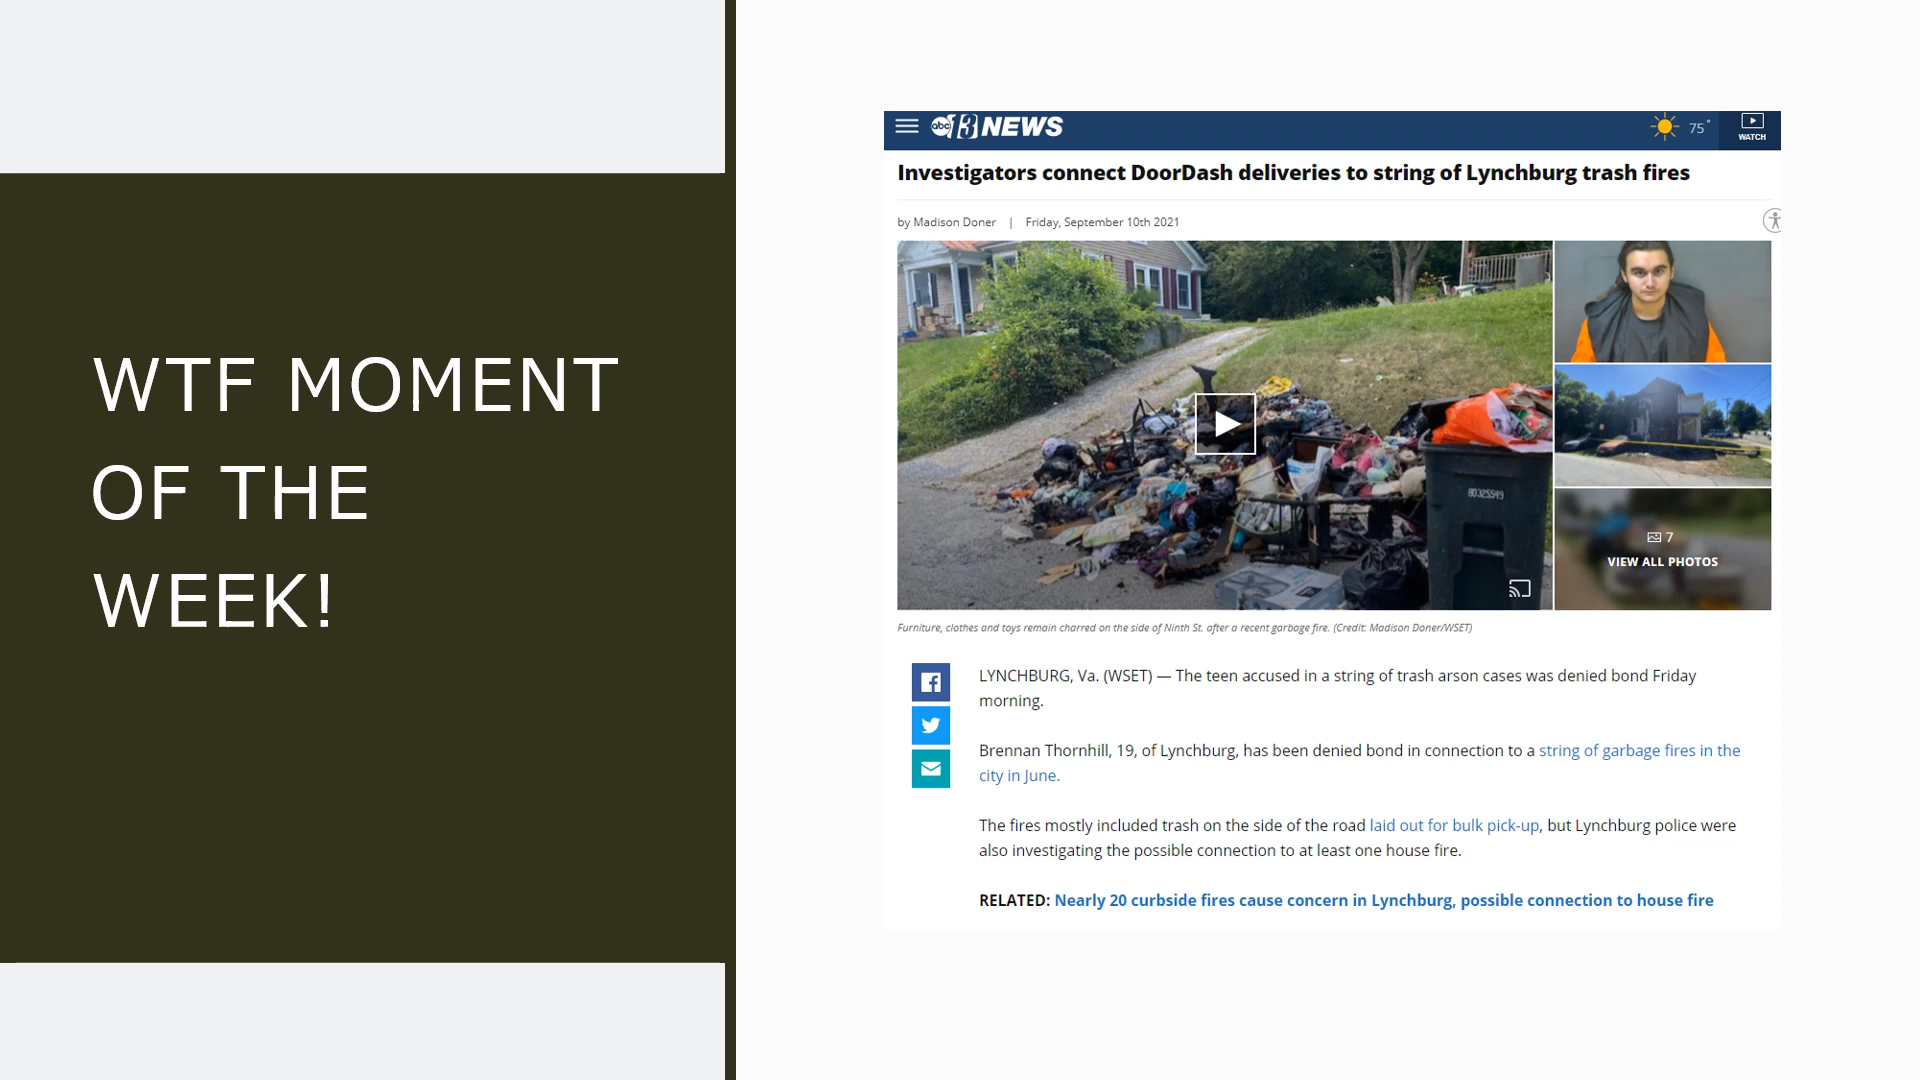 WTF MOMENT
OF THE
WEEK!
abc 13 NEWS
75°
WATCH
Investigators connect DoorDash deliveries to string of Lynchburg trash fires
by Madison Doner | Friday, September 10th 2021
80325549
7
VIEW ALL PHOTOS
Furniture, clothes and toys remain charred on the side of Ninth St. after a recent garbage fire. (Credit: Madison Doner/WSET)
LYNCHBURG, Va. (WSET) — The teen accused in a string of trash arson cases was denied bond Friday
morning.
Brennan Thornhill, 19, of Lynchburg, has been denied bond in connection to a string of garbage fires in the
city in June.
The fires mostly included trash on the side of the road laid out for bulk pick-up, but Lynchburg police were
also investigating the possible connection to at least one house fire.
RELATED: Nearly 20 curbside fires cause concern in Lynchburg, possible connection to house fire